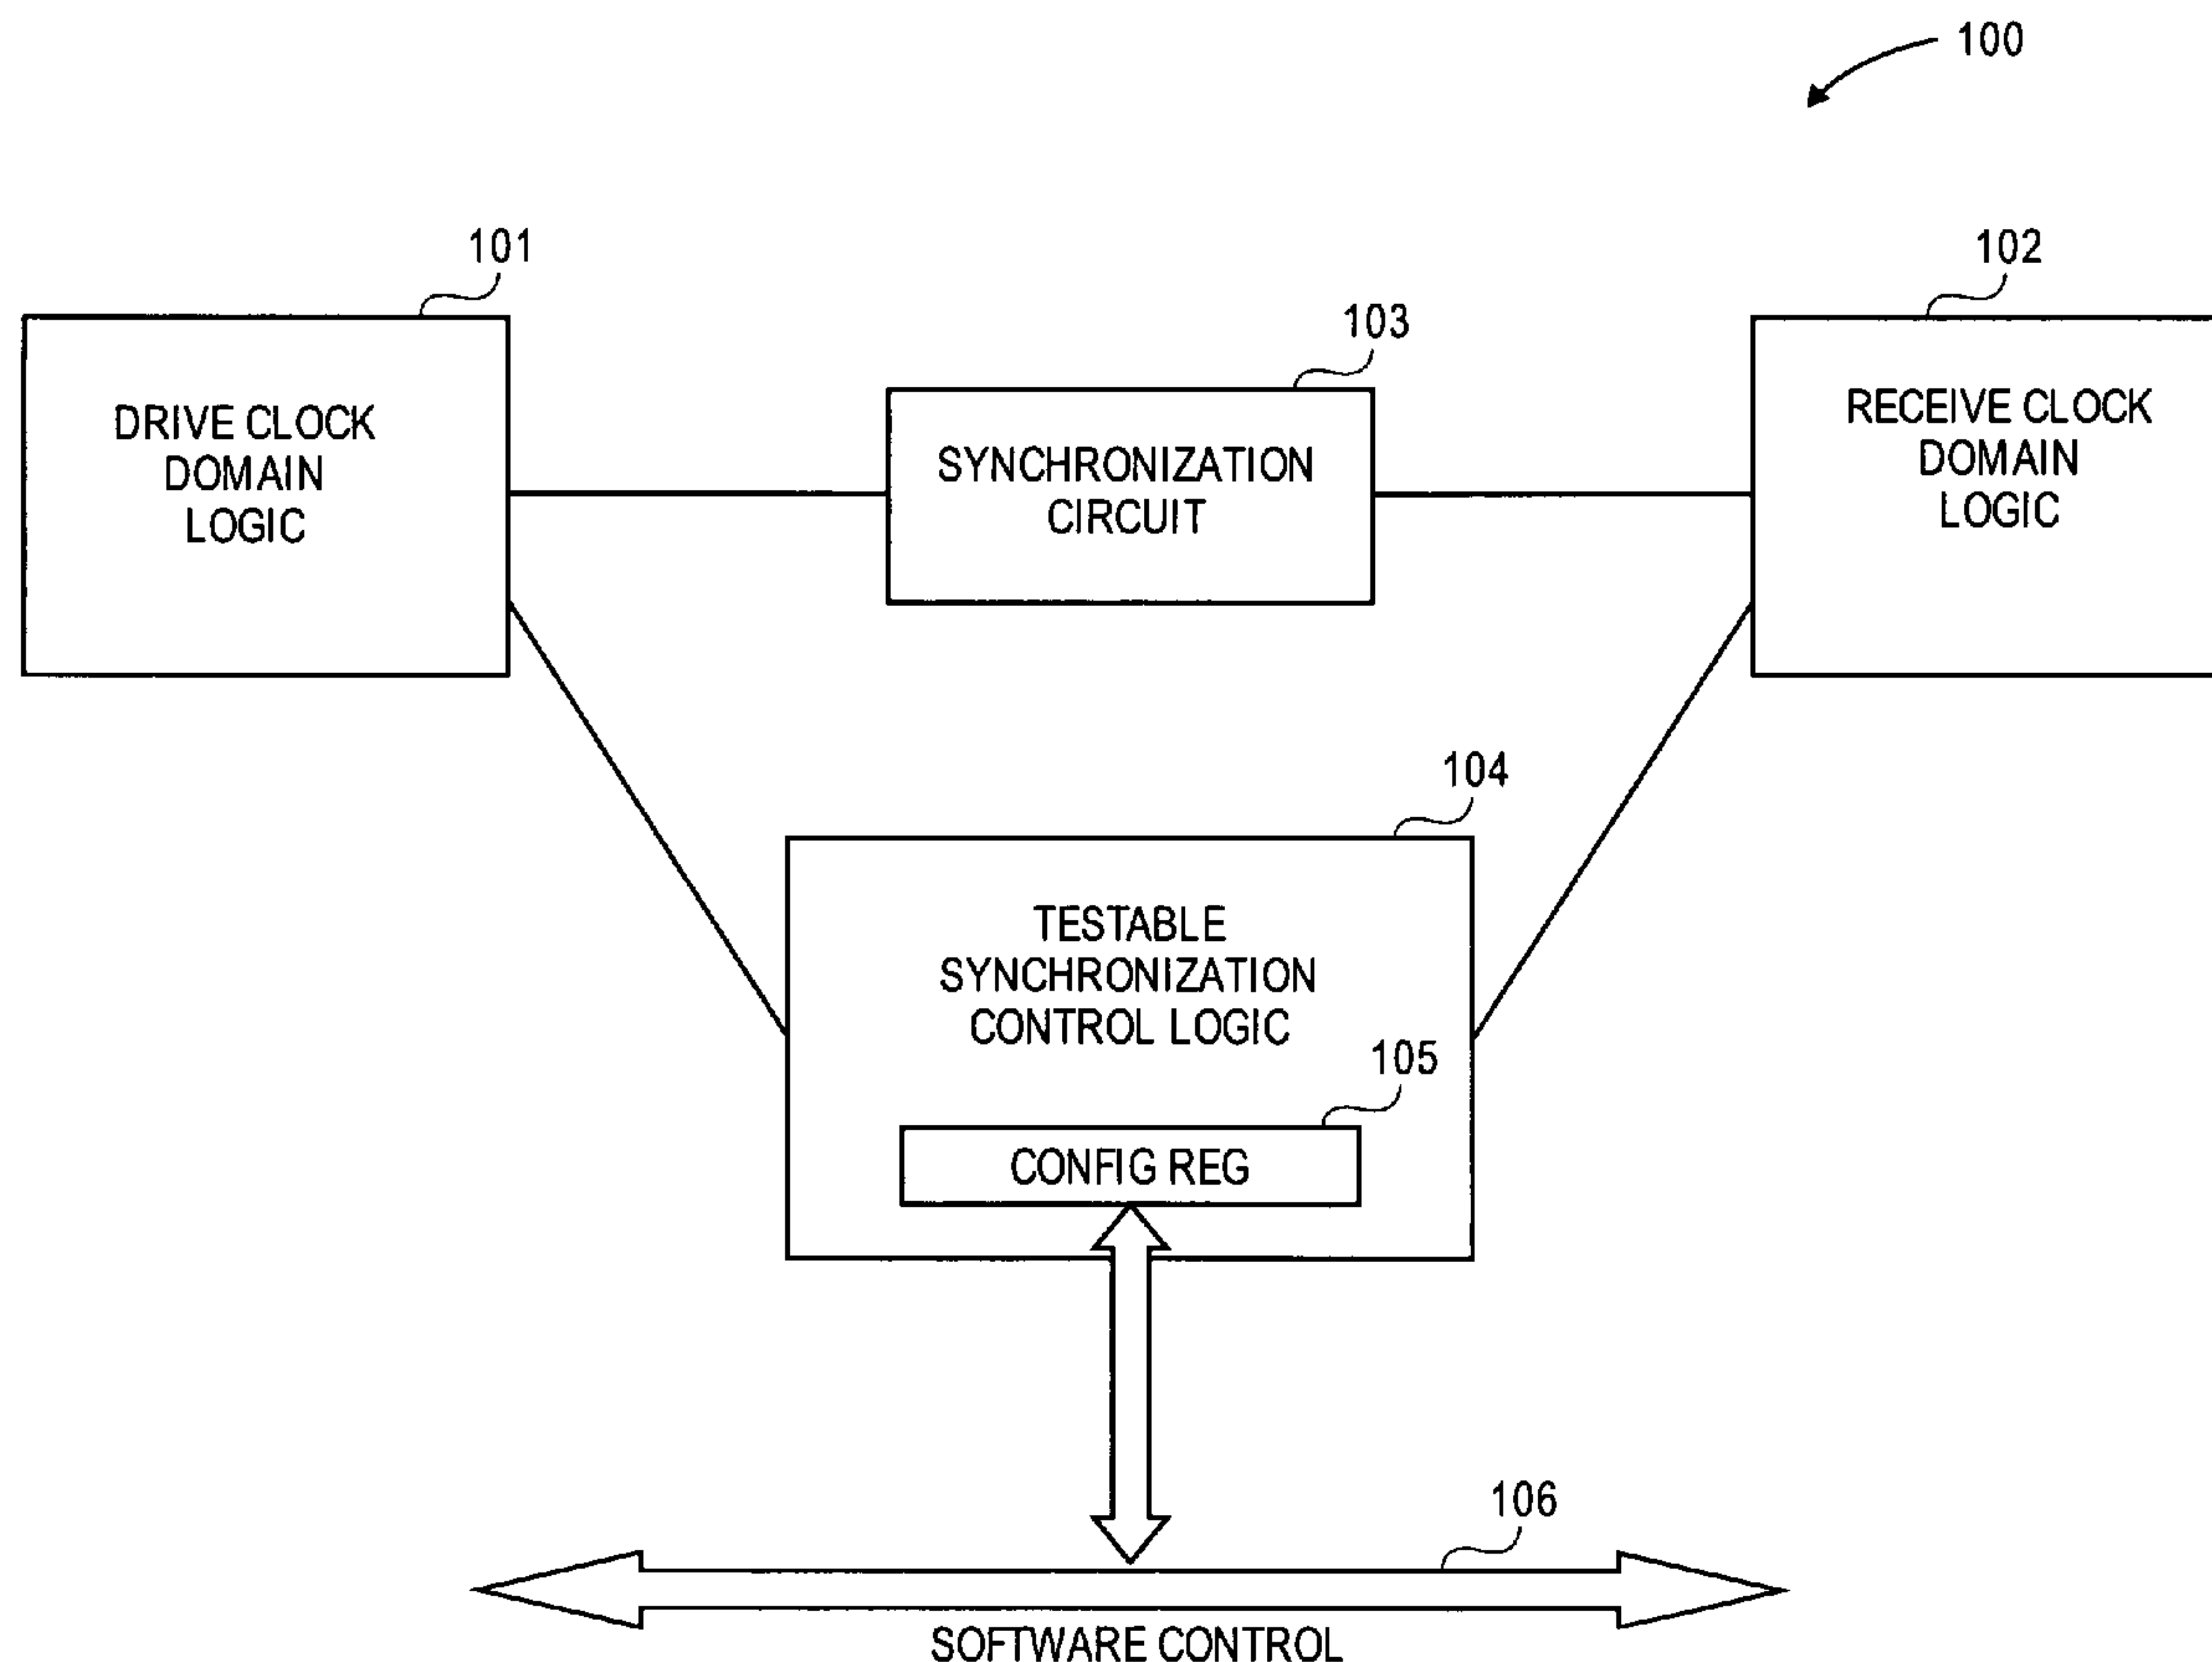 100
101
DRIVE CLOCK
DOMAIN
LOGIC
103
SYNCHRONIZATION
CIRCUIT
102
RECEIVE CLOCK
DOMAIN
LOGIC
104
TESTABLE
SYNCHRONIZATION
CONTROL LOGIC
105
CONFIG REG
106
SOFTWARE CONTROL